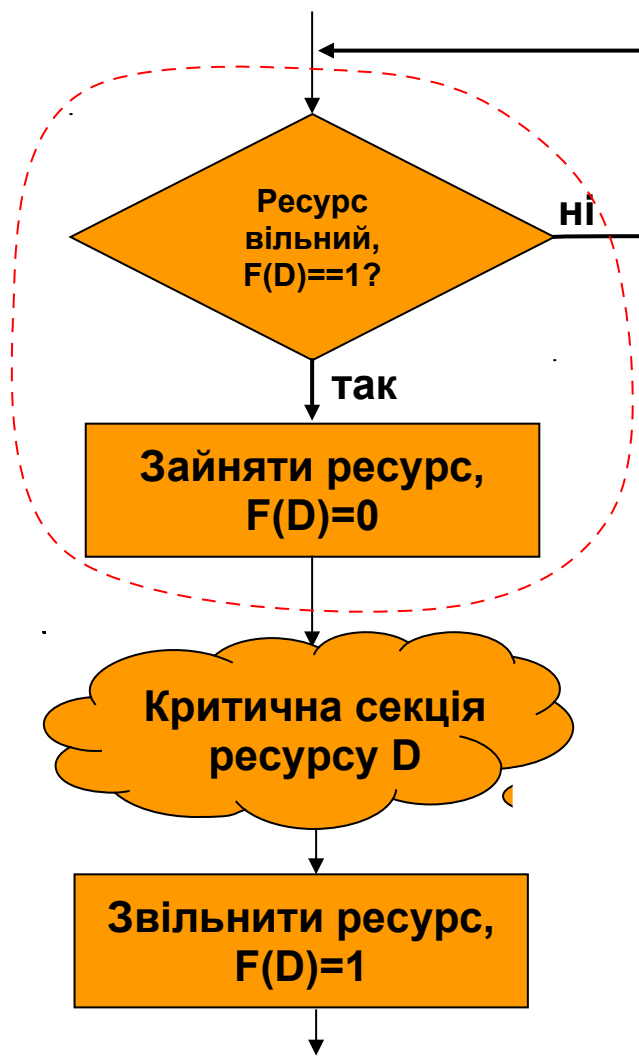 Ресурс
вільний,
F(D)==1?
ні
так
Зайняти ресурс,
F(D)=0
Критична секція
ресурсу D
Звільнити ресурс,
F(D)=1